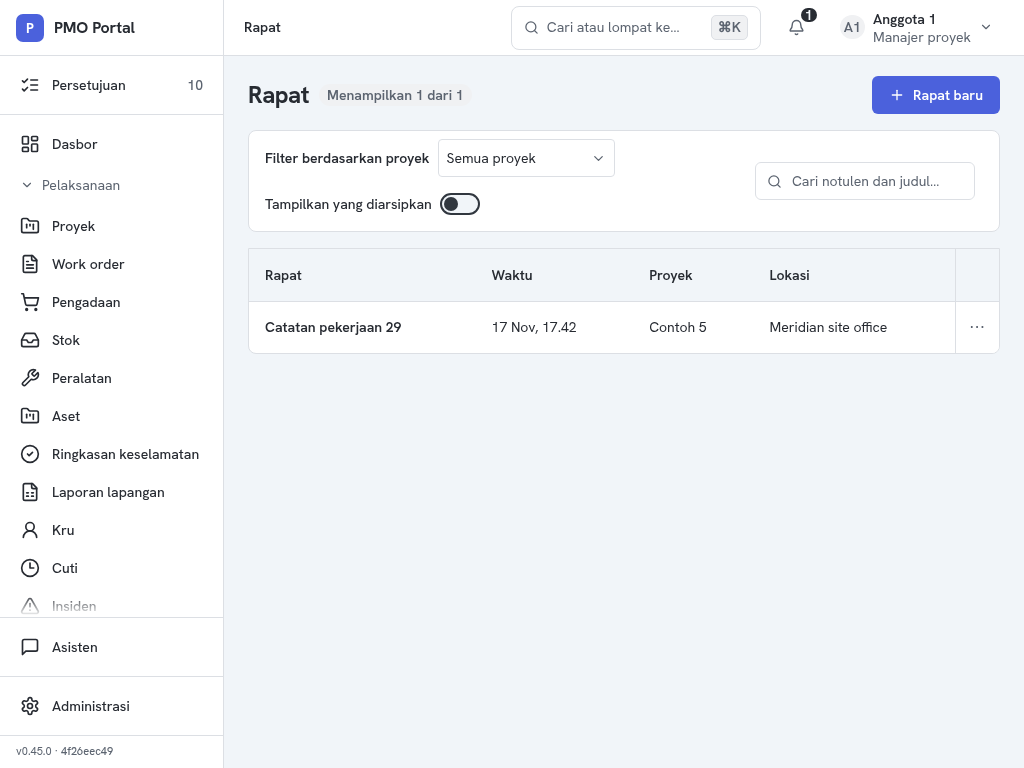 P PMO Portal
Rapat
Cari atau lompat ke...
⌘K
1
A1
Anggota 1
Manajer proyek
Persetujuan 10
Dasbor
Pelaksanaan
Proyek
Work order
Pengadaan
Stok
Peralatan
Aset
Ringkasan keselamatan
Laporan lapangan
Kru
Cuti
Insiden
Asisten
Administrasi
v0.45.0 · 4f26eec49
Rapat Menampilkan 1 dari 1
Rapat baru
Filter berdasarkan proyek Semua proyek
Tampilkan yang diarsipkan
Cari notulen dan judul...
Rapat Waktu Proyek Lokasi
Catatan pekerjaan 29 17 Nov, 17.42 Contoh 5 Meridian site office